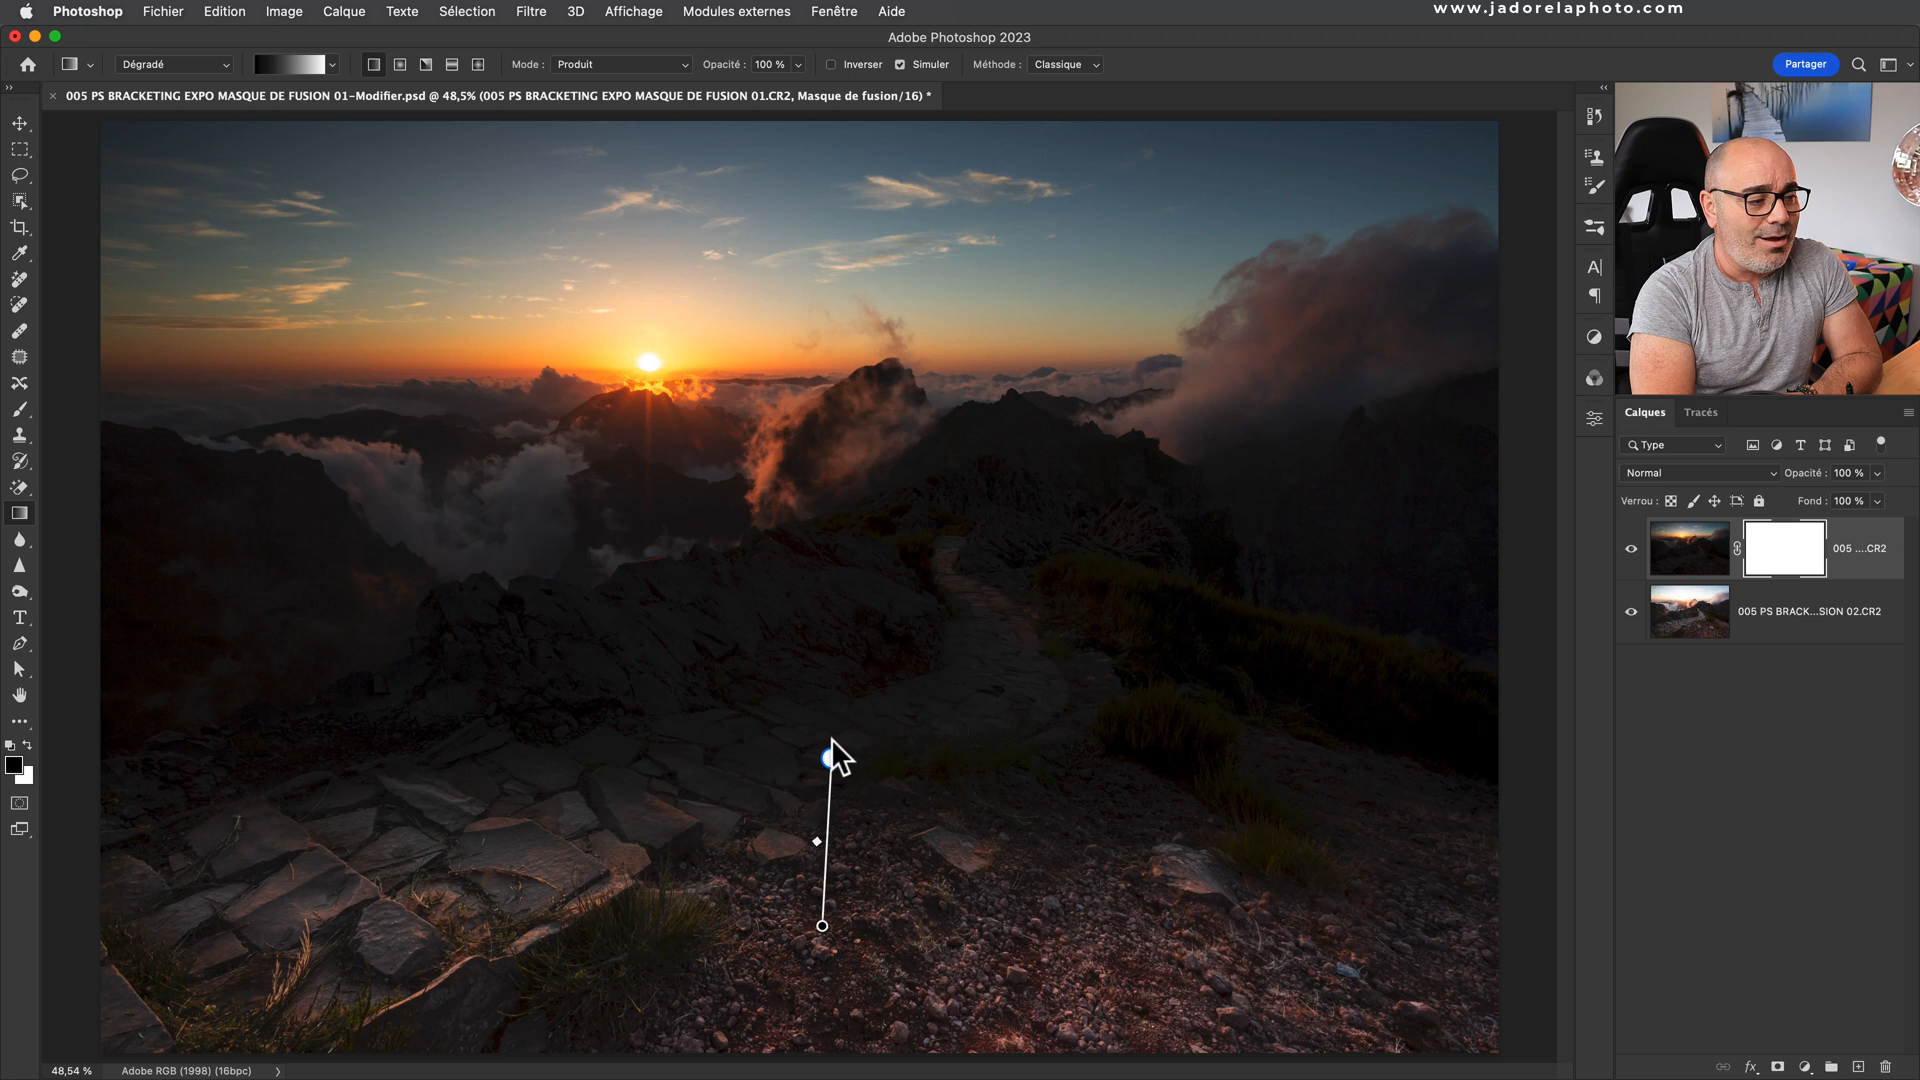 www.jadorelaphoto.com
Photoshop Fichier Edition Image Calque Texte Sélection Filtre 3D Affichage Modules externes Fenêtre Aide
Adobe Photoshop 2023
Dégradé Mode : Produit Opacité : 100 % Inverser Simuler Méthode : Classique Partager
005 PS BRACKETING EXPO MASQUE DE FUSION 01-Modifier.psd @ 48,5% (005 PS BRACKETING EXPO MASQUE DE FUSION 01.CR2, Masque de fusion/16) *
Calques Tracés
Type
Normal Opacité : 100 %
Verrou : Fond : 100 %
005 ....CR2
005 PS BRACK...SION 02.CR2
48,54 % Adobe RGB (1998) (16bpc)